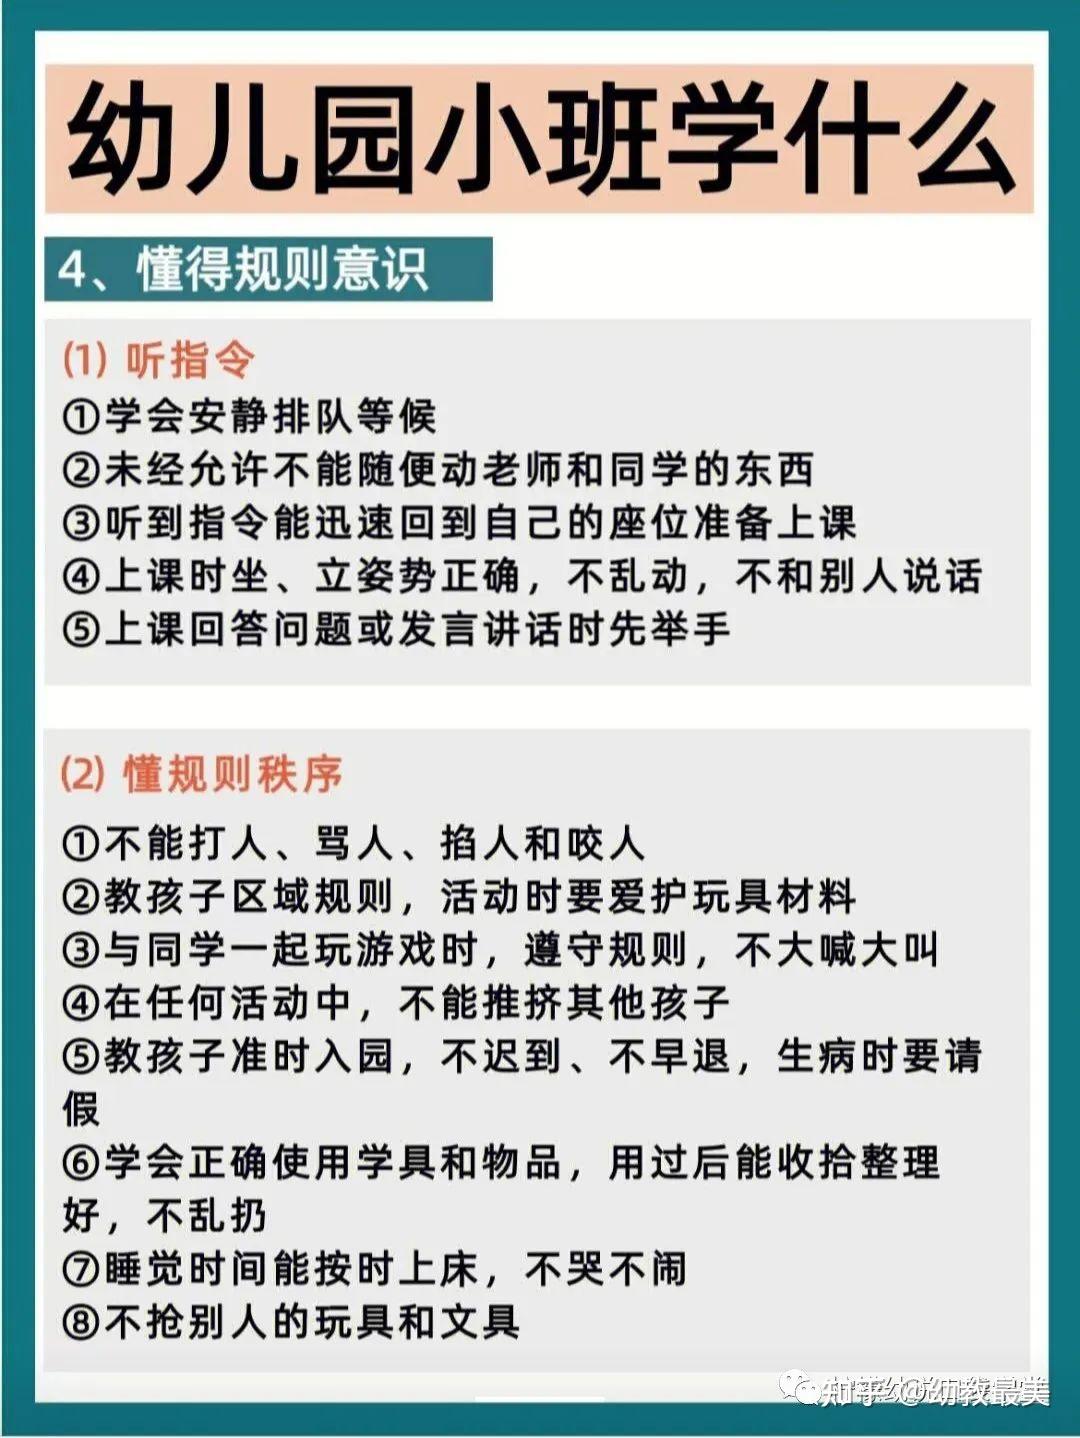 幼儿园小班学什么
4、懂得规则意识
(1) 听指令
①学会安静排队等候
②未经允许不能随便动老师和同学的东西
③听到指令能迅速回到自己的座位准备上课
④上课时坐、立姿势正确，不乱动，不和别人说话
⑤上课回答问题或发言讲话时先举手
(2) 懂规则秩序
①不能打人、骂人、掐人和咬人
②教孩子区域规则，活动时要爱护玩具材料
③与同学一起玩游戏时，遵守规则，不大喊大叫
④在任何活动中，不能推挤其他孩子
⑤教孩子准时入园，不迟到、不早退，生病时要请
假
⑥学会正确使用学具和物品，用过后能收拾整理
好，不乱扔
⑦睡觉时间能按时上床，不哭不闹
⑧不抢别人的玩具和文具
知乎 @幼教最美